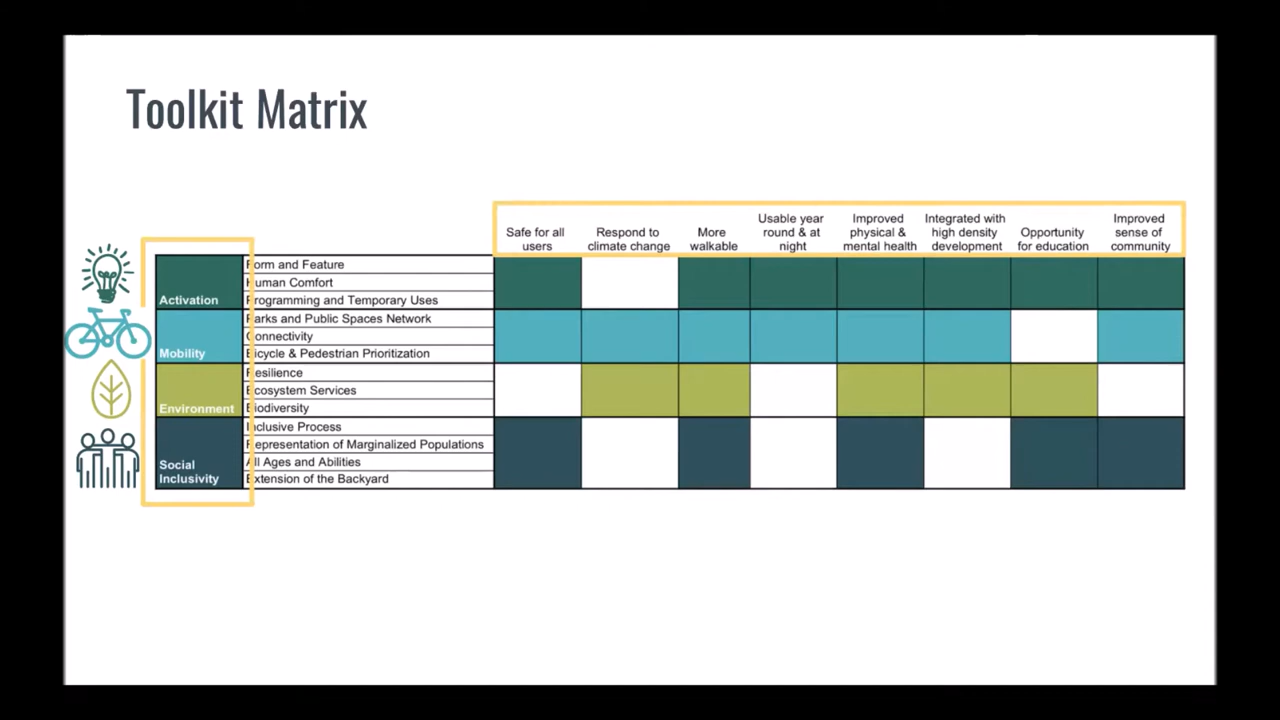 Toolkit Matrix
Safe for all
users
Respond to
climate change
More
walkable
Usable year
round & at
night
Improved
physical &
mental health
Integrated with
high density
development
Opportunity
for education
Improved
sense of
community
Activation
Form and Feature
Human Comfort
Programming and Temporary Uses
Mobility
Parks and Public Spaces Network
Connectivity
Bicycle & Pedestrian Prioritization
Environment
Resilience
Ecosystem Services
Biodiversity
Social
Inclusivity
Inclusive Process
Representation of Marginalized Populations
All Ages and Abilities
Extension of the Backyard